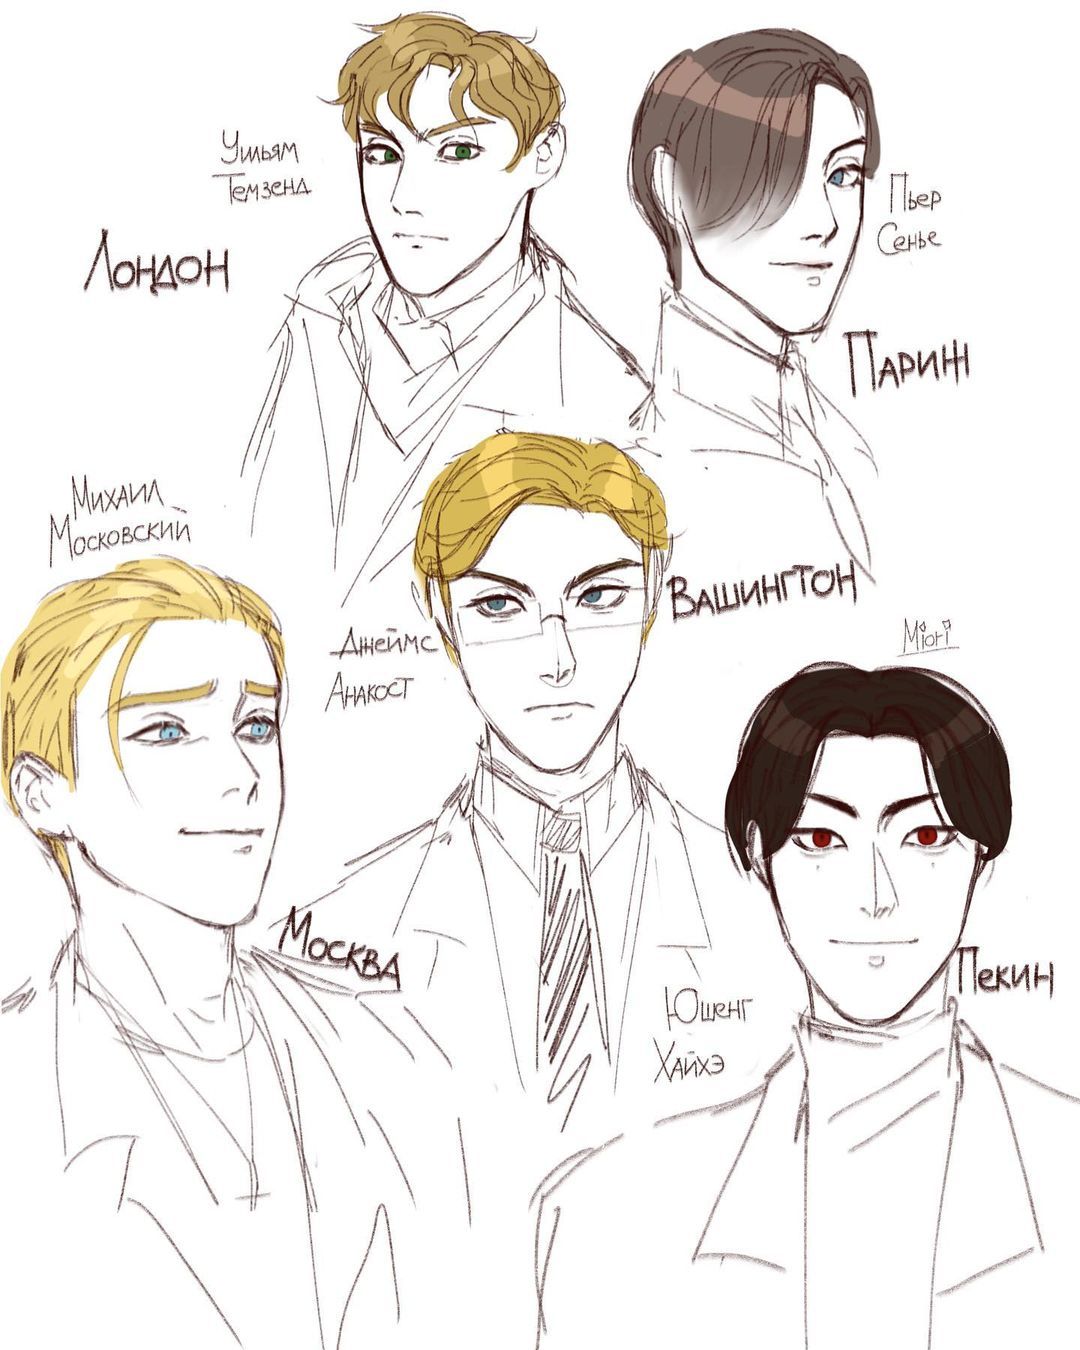 Уильям
Темзенд
Лондон
Пьер
Сенье
Париж
Михаил
Московский
Джеймс
Анакост
Вашингтон
Miori
Москва
Юшенг
Хайхэ
Пекин